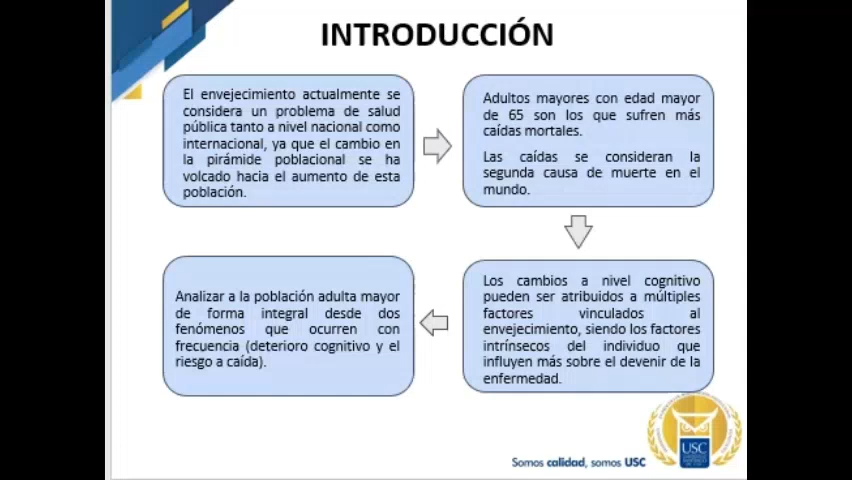 INTRODUCCIÓN
El envejecimiento actualmente se
considera un problema de salud
pública tanto a nivel nacional como
internacional, ya que el cambio en
la pirámide poblacional se ha
volcado hacia el aumento de esta
población.
Adultos mayores con edad mayor
de 65 son los que sufren más
caídas mortales.
Las caídas se consideran la
segunda causa de muerte en el
mundo.
Los cambios a nivel cognitivo
pueden ser atribuidos a múltiples
factores vinculados al
envejecimiento, siendo los factores
intrínsecos del individuo que
influyen más sobre el devenir de la
enfermedad.
Analizar a la población adulta mayor
de forma integral desde dos
fenómenos que ocurren con
frecuencia (deterioro cognitivo y el
riesgo a caída).
Somos calidad, somos USC
USC